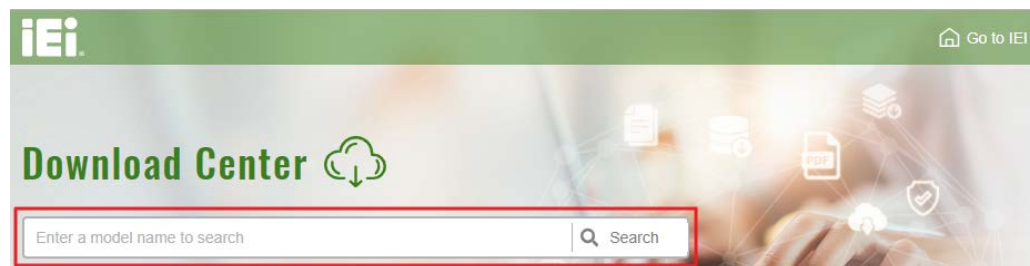 iEi.
Go to IEI
Download Center
Enter a model name to search
Search
PDF